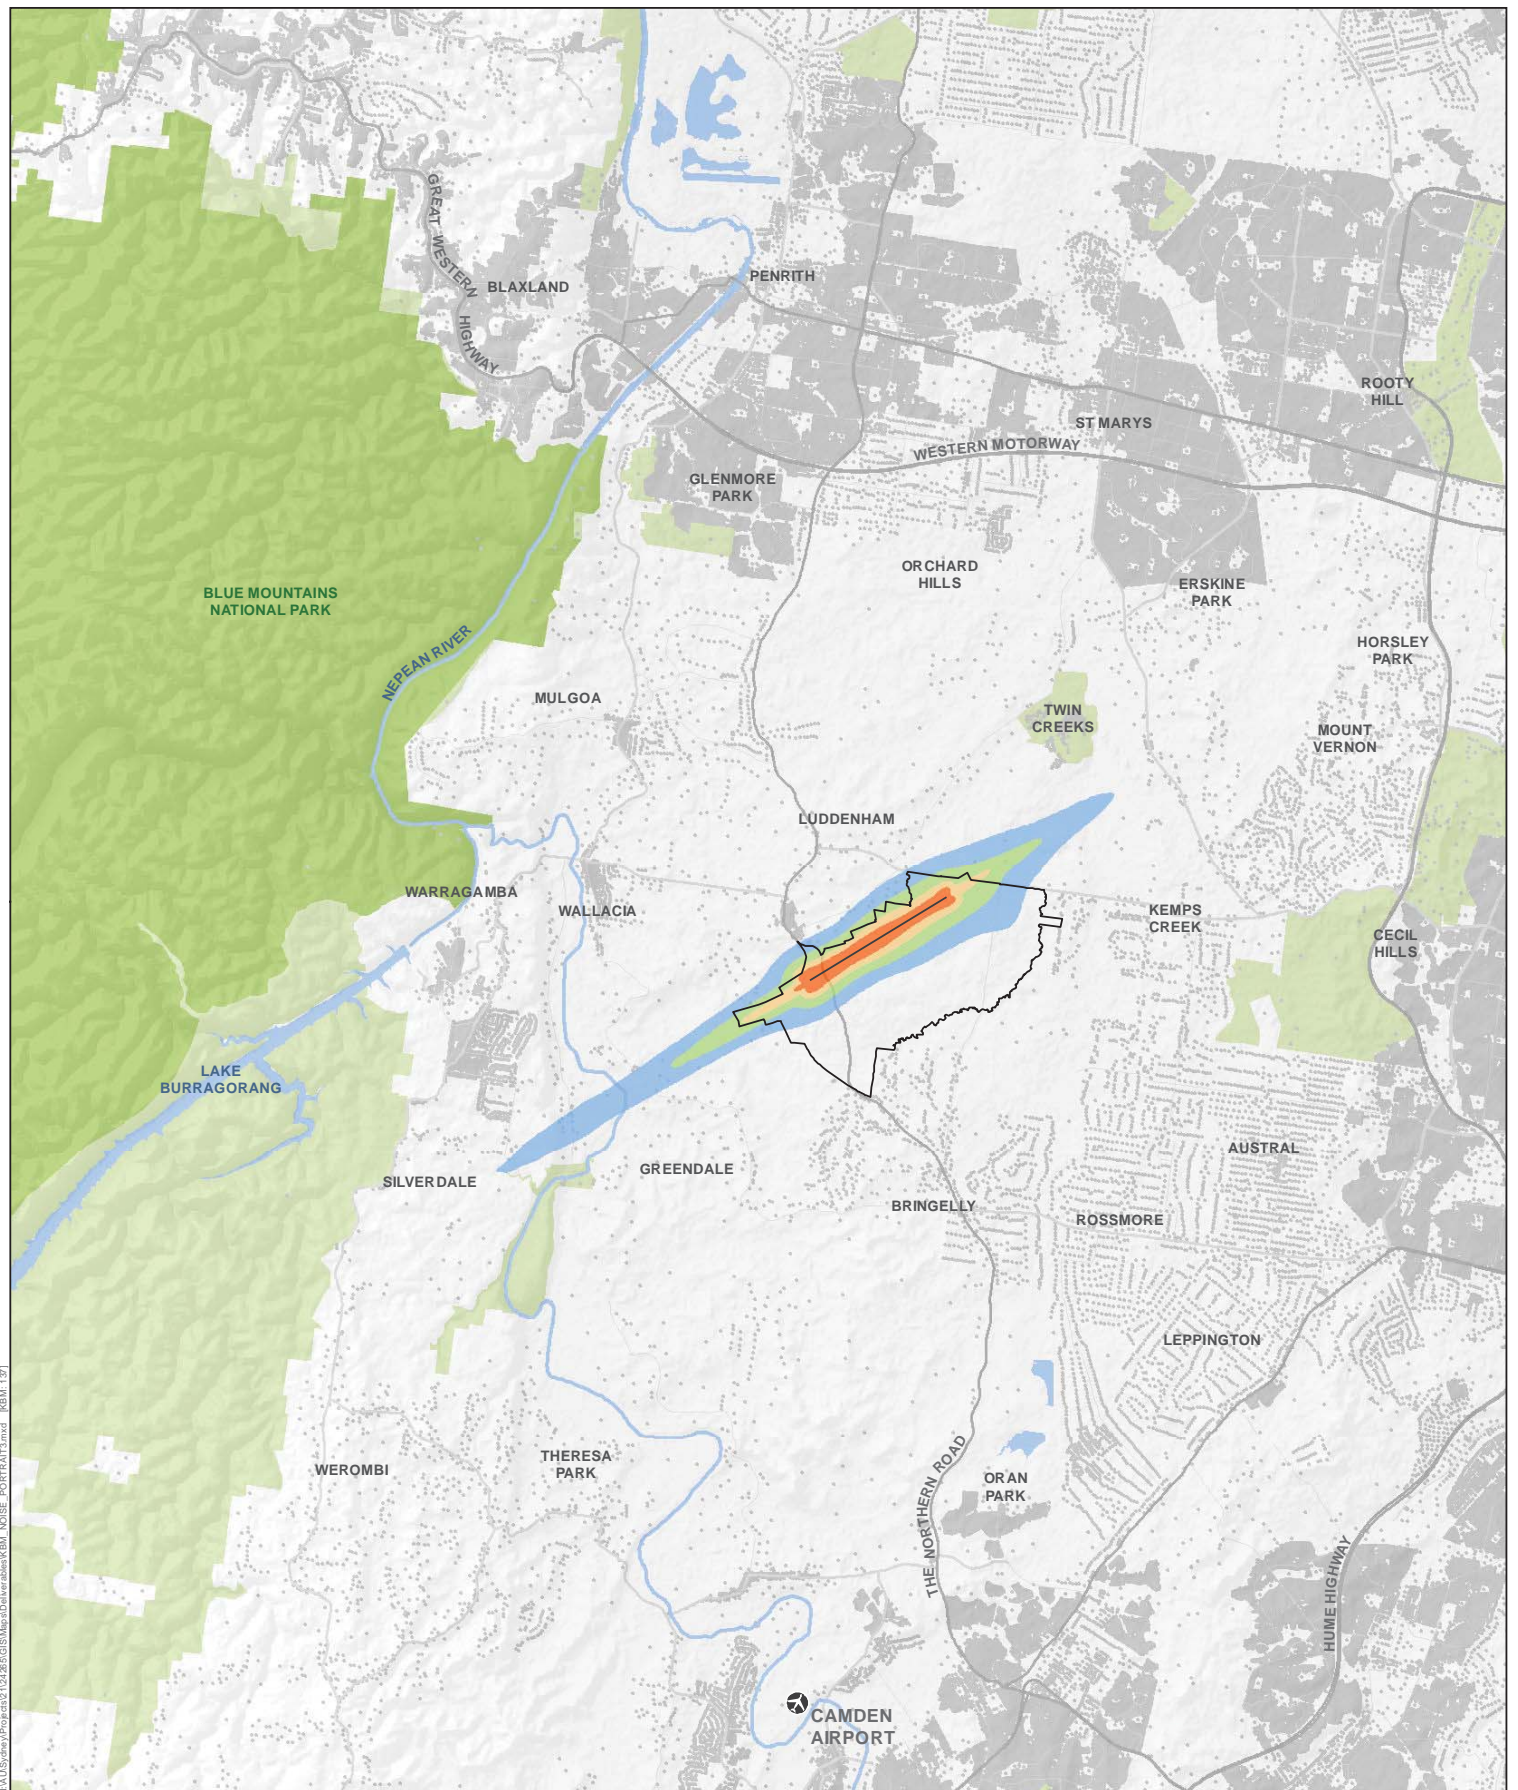 GREAT WESTERN
HIGHWAY
BLAXLAND
PENRITH
ROOTY
HILL
ST MARYS
WESTERN MOTORWAY
GLENMORE
PARK
ORCHARD
HILLS
ERSKINE
PARK
BLUE MOUNTAINS
NATIONAL PARK
NEPEAN RIVER
HORSLEY
PARK
MULGOA
TWIN
CREEKS
MOUNT
VERNON
LUDDENHAM
WARRAGAMBA
WALLACIA
KEMPS
CREEK
CECIL
HILLS
LAKE
BURRAGORANG
AUSTRAL
GREENDALE
SILVERDALE
BRINGELLY
ROSSMORE
LEPPINGTON
THERESA
PARK
WEROMBI
ORAN
PARK
THE NORTHERN ROAD
HUME HIGHWAY
CAMDEN
AIRPORT